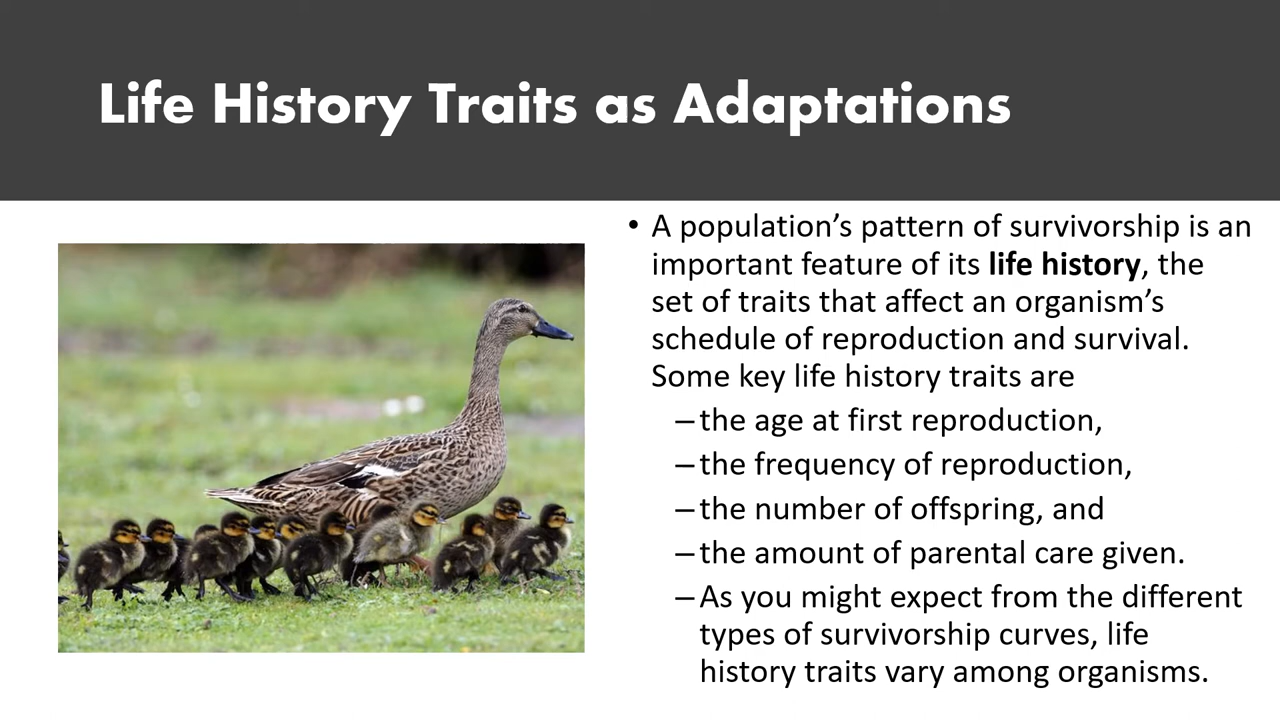 Life History Traits as Adaptations
• A population’s pattern of survivorship is an
important feature of its life history, the
set of traits that affect an organism’s
schedule of reproduction and survival.
Some key life history traits are
– the age at first reproduction,
– the frequency of reproduction,
– the number of offspring, and
– the amount of parental care given.
– As you might expect from the different
types of survivorship curves, life
history traits vary among organisms.